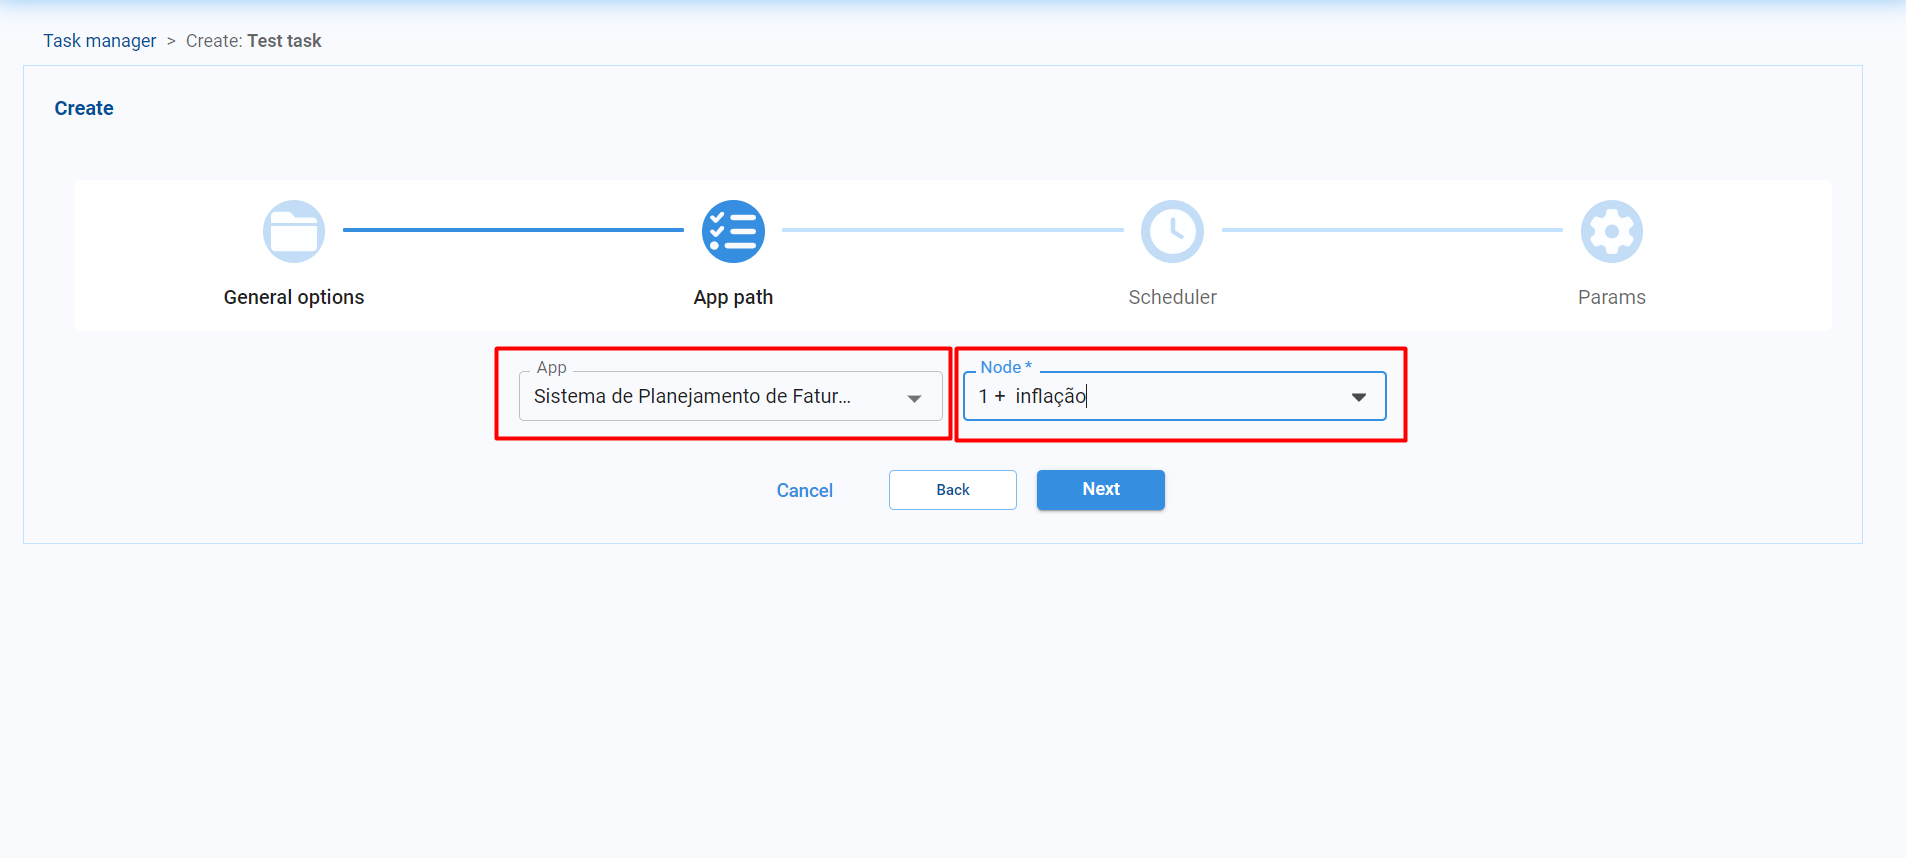 Task manager > Create: Test task
Create
General options
App path
Scheduler
Params
App
Sistema de Planejamento de Fatur...
Node *
1 +  inflação
Cancel
Back
Next